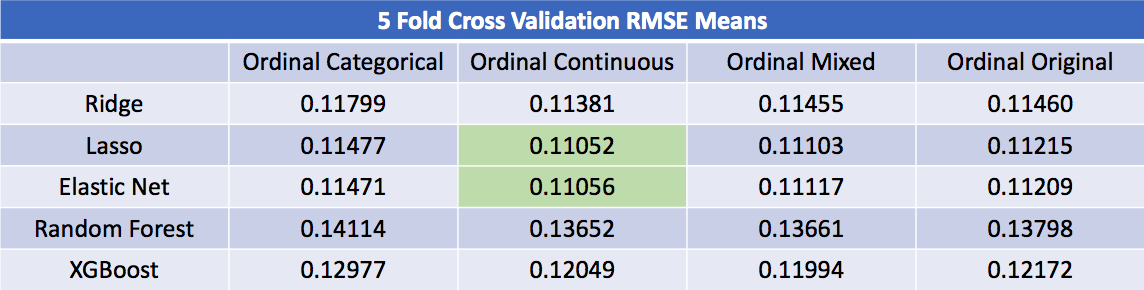 5 Fold Cross Validation RMSE Means
Ordinal Categorical Ordinal Continuous Ordinal Mixed Ordinal Original
Ridge 0.11799 0.11381 0.11455 0.11460
Lasso 0.11477 0.11052 0.11103 0.11215
Elastic Net 0.11471 0.11056 0.11117 0.11209
Random Forest 0.14114 0.13652 0.13661 0.13798
XGBoost 0.12977 0.12049 0.11994 0.12172